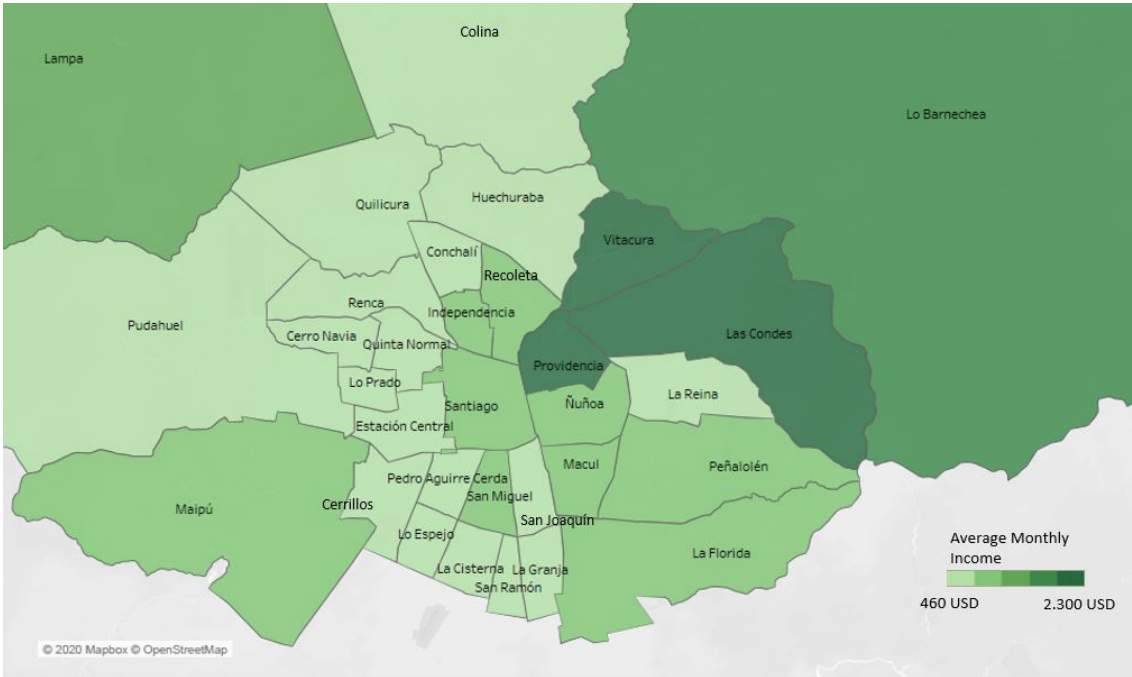 Colina
Lampa
Lo Barnechea
Quilicura
Huechuraba
Vitacura
Conchalí
Recoleta
Renca
Independencia
Pudahuel
Cerro Navia
Quinta Normal
Las Condes
Providencia
Lo Prado
La Reina
Santiago
Ñuñoa
Estación Central
Macul
Peñalolén
Pedro Aguirre Cerda
San Miguel
Cerrillos
Maipú
San Joaquín
Lo Espejo
La Florida
La Cisterna
La Granja
San Ramón
Average Monthly
Income
460 USD
2.300 USD
© 2020 Mapbox © OpenStreetMap